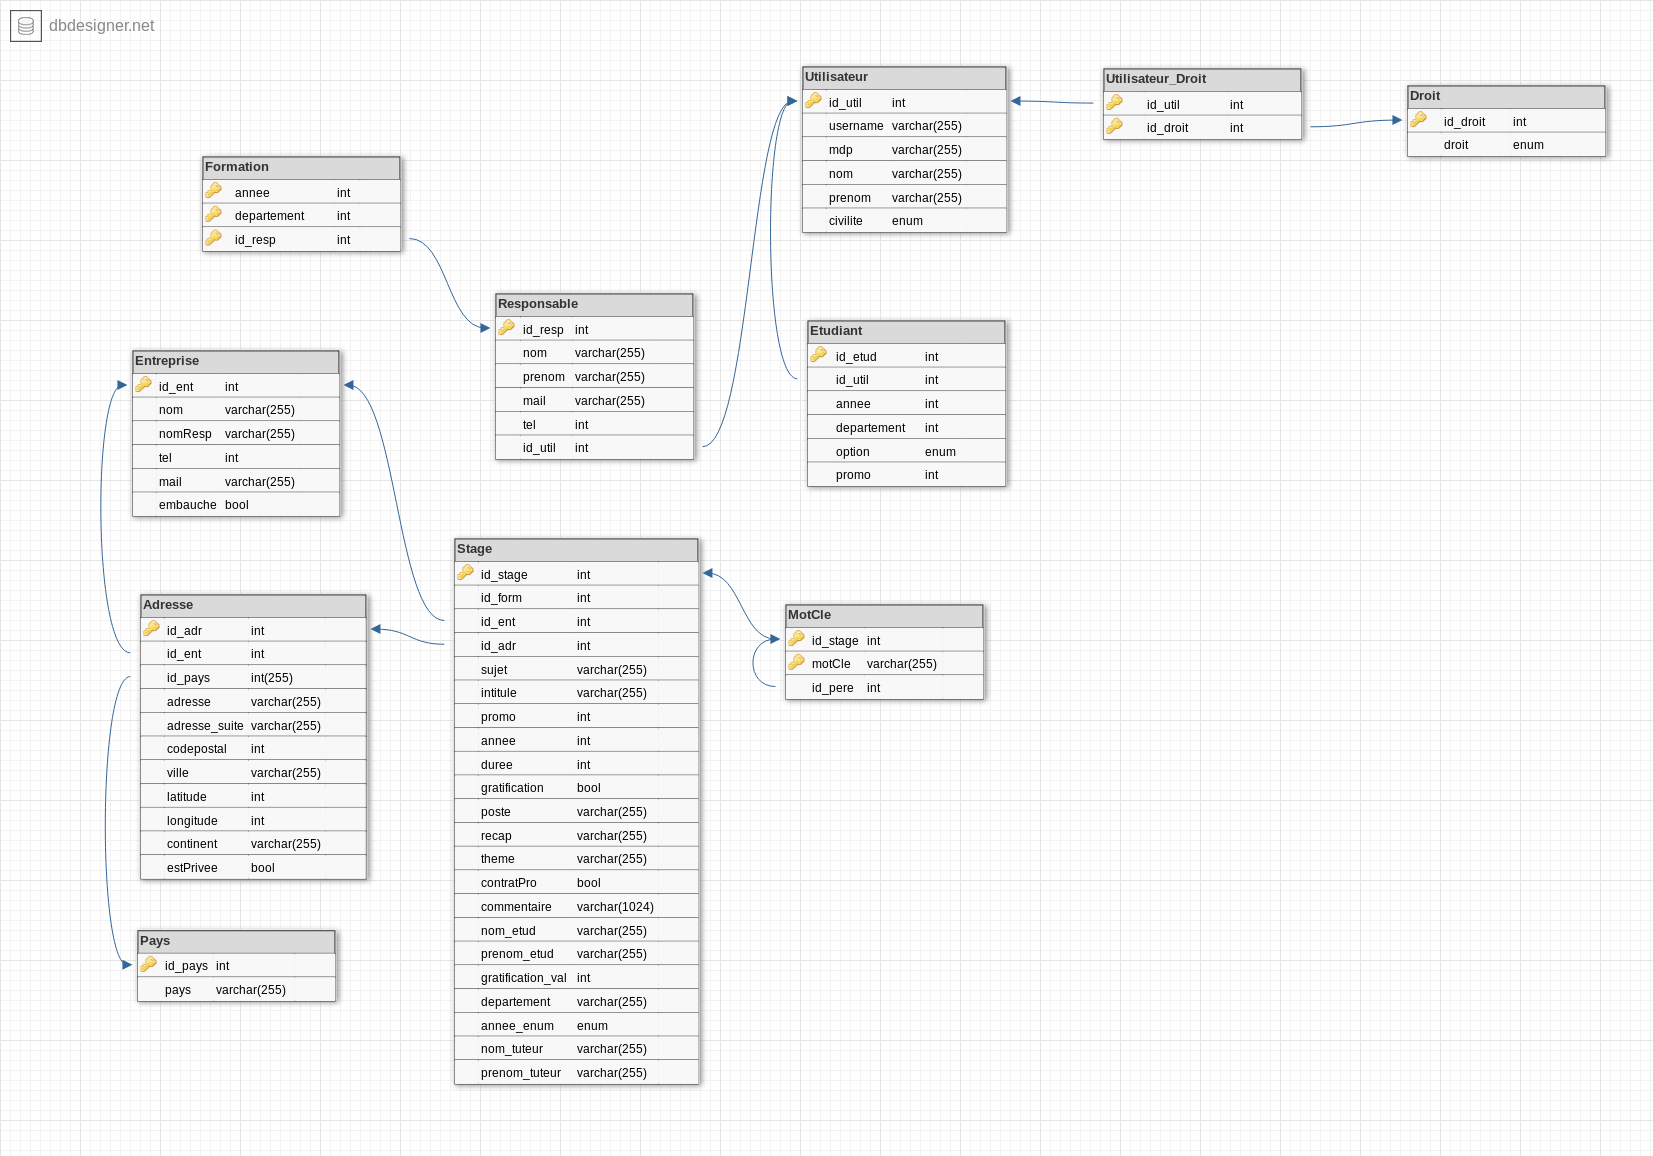 dbdesigner.net
Utilisateur
id_util int
username varchar(255)
mdp varchar(255)
nom varchar(255)
prenom varchar(255)
civilite enum
Utilisateur_Droit
id_util int
id_droit int
Droit
id_droit int
droit enum
Formation
annee int
departement int
id_resp int
Responsable
id_resp int
nom varchar(255)
prenom varchar(255)
mail varchar(255)
tel int
id_util int
Etudiant
id_etud int
id_util int
annee int
departement int
option enum
promo int
Entreprise
id_ent int
nom varchar(255)
nomResp varchar(255)
tel int
mail varchar(255)
embauche bool
Stage
id_stage int
id_form int
id_ent int
id_adr int
sujet varchar(255)
intitule varchar(255)
promo int
annee int
duree int
gratification bool
poste varchar(255)
recap varchar(255)
theme varchar(255)
contratPro bool
commentaire varchar(1024)
nom_etud varchar(255)
prenom_etud varchar(255)
gratification_val int
departement varchar(255)
annee_enum enum
nom_tuteur varchar(255)
prenom_tuteur varchar(255)
Adresse
id_adr int
id_ent int
id_pays int(255)
adresse varchar(255)
adresse_suite varchar(255)
codepostal int
ville varchar(255)
latitude int
longitude int
continent varchar(255)
estPrivee bool
MotCle
id_stage int
motCle varchar(255)
id_pere int
Pays
id_pays int
pays varchar(255)